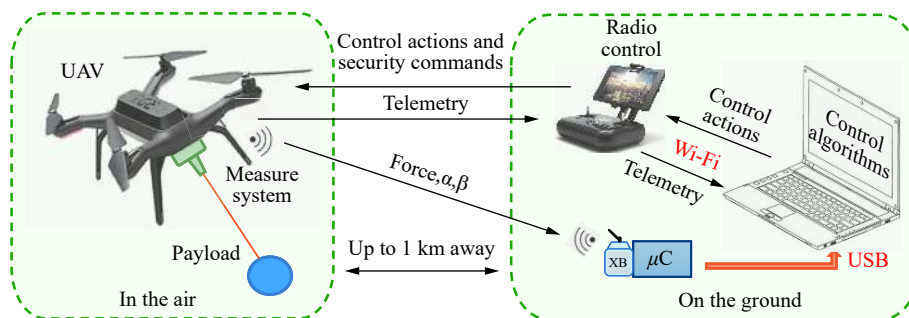 UAV
Measure
system
Payload
In the air
Control actions and
security commands
Telemetry
Force,α,β
Up to 1 km away
Radio
control
Control
actions
Wi-Fi
Telemetry
Control
algorithms
XB
μC
USB
On the ground